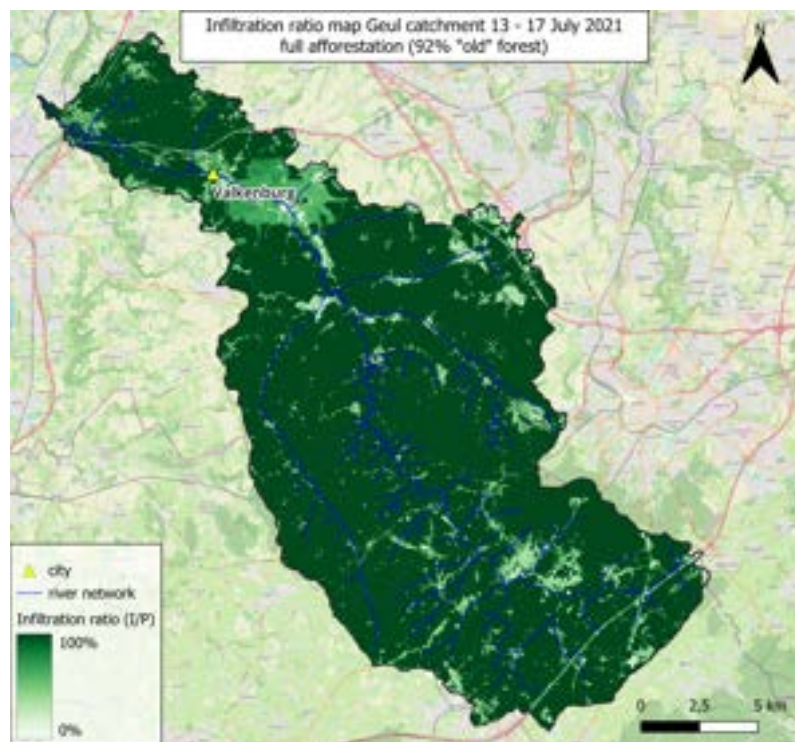 Infiltration ratio map Geul catchment 13 - 17 July 2021
full afforestation (92% "old" forest)
N
Valkenburg
city
river network
Infiltration ratio (I/P)
100%
0%
0 2,5 5 km